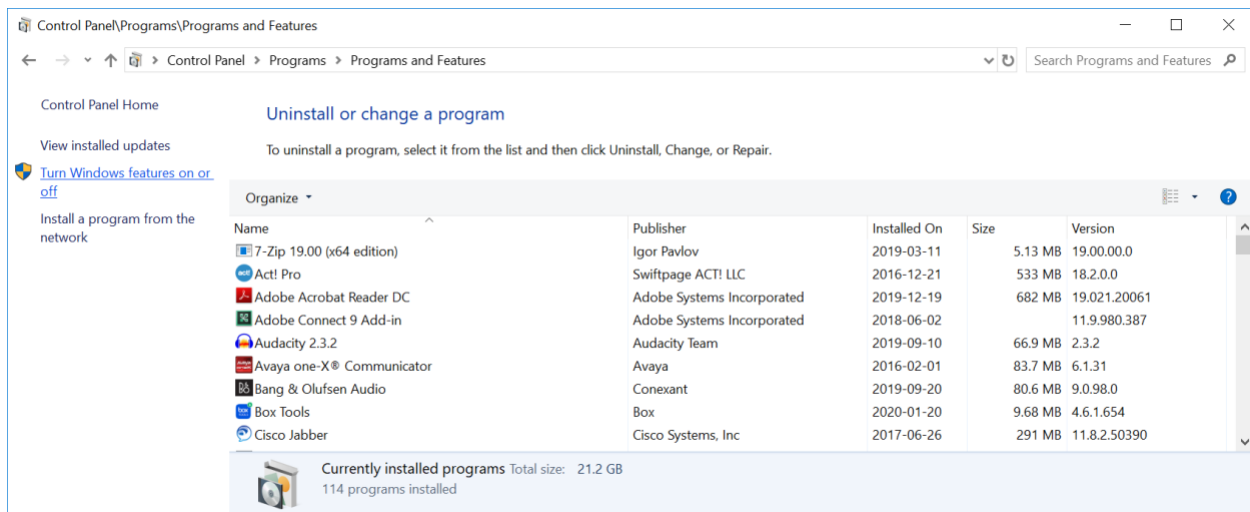 Control Panel\Programs\Programs and Features
Control Panel > Programs > Programs and Features
Search Programs and Features
Control Panel Home
View installed updates
Turn Windows features on or
off
Install a program from the
network
Uninstall or change a program
To uninstall a program, select it from the list and then click Uninstall, Change, or Repair.
Organize
Name Publisher Installed On Size Version
7-Zip 19.00 (x64 edition) Igor Pavlov 2019-03-11 5.13 MB 19.00.00.0
Act! Pro Swiftpage ACT! LLC 2016-12-21 533 MB 18.2.0.0
Adobe Acrobat Reader DC Adobe Systems Incorporated 2019-12-19 682 MB 19.021.20061
Adobe Connect 9 Add-in Adobe Systems Incorporated 2018-06-02 11.9.980.387
Audacity 2.3.2 Audacity Team 2019-09-10 66.9 MB 2.3.2
Avaya one-X® Communicator Avaya 2016-02-01 83.7 MB 6.1.31
Bang & Olufsen Audio Conexant 2019-09-20 80.6 MB 9.0.98.0
Box Tools Box 2020-01-20 9.68 MB 4.6.1.654
Cisco Jabber Cisco Systems, Inc 2017-06-26 291 MB 11.8.2.50390
Currently installed programs Total size: 21.2 GB
114 programs installed